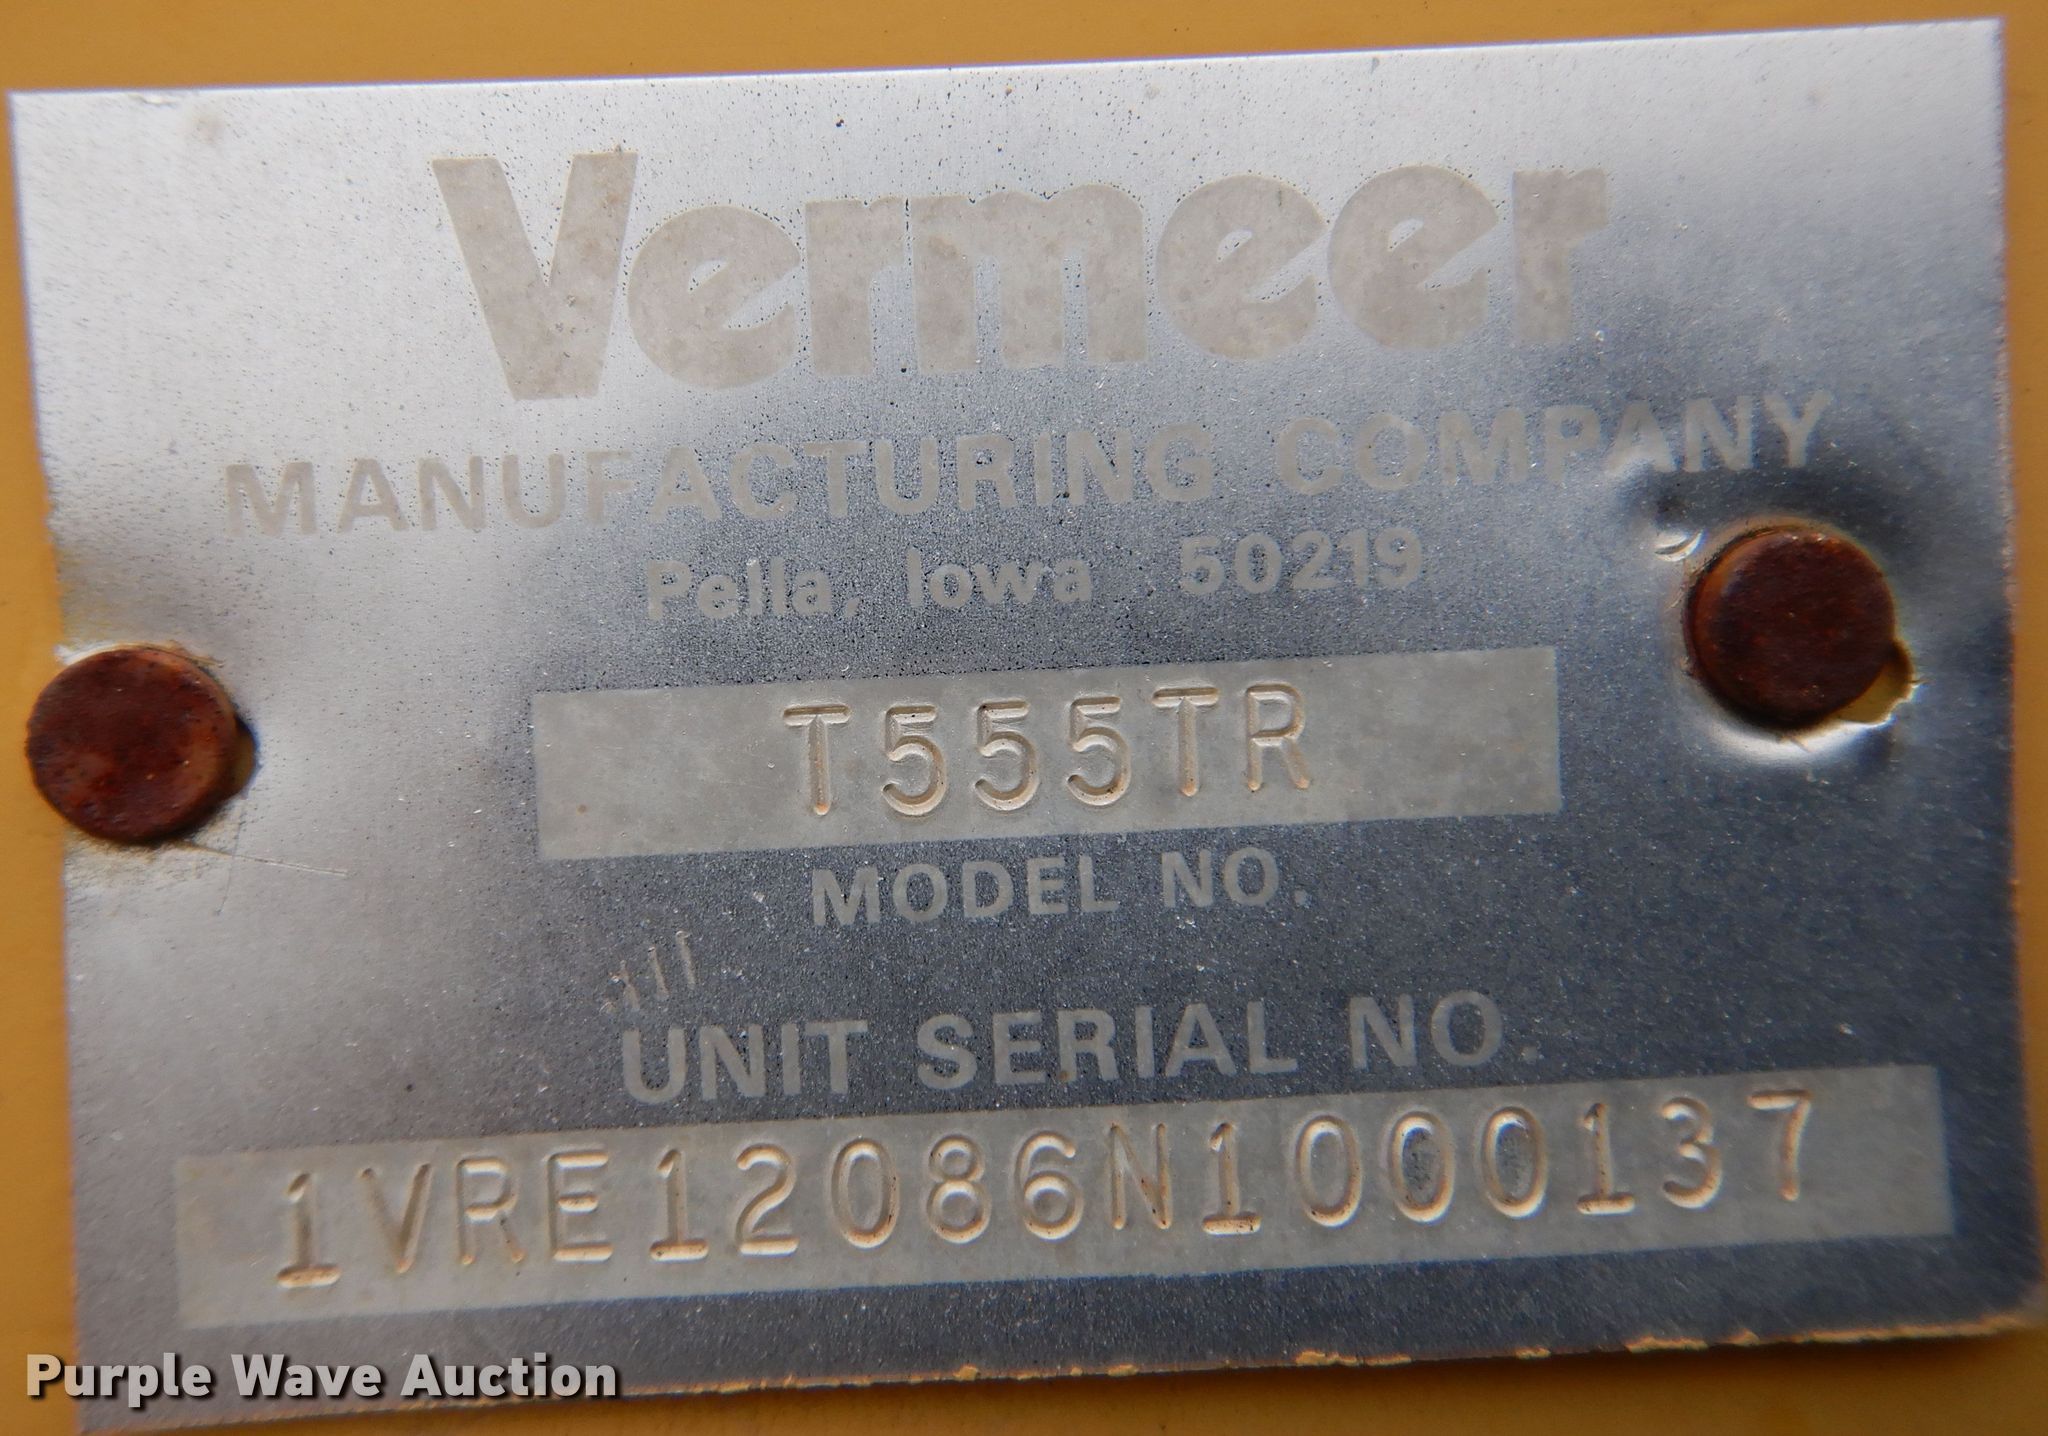 Vermeer
MANUFACTURING COMPANY
Pella, Iowa 50219
T555TR
MODEL NO.
UNIT SERIAL NO.
1VRE12086N1000137
Purple Wave Auction